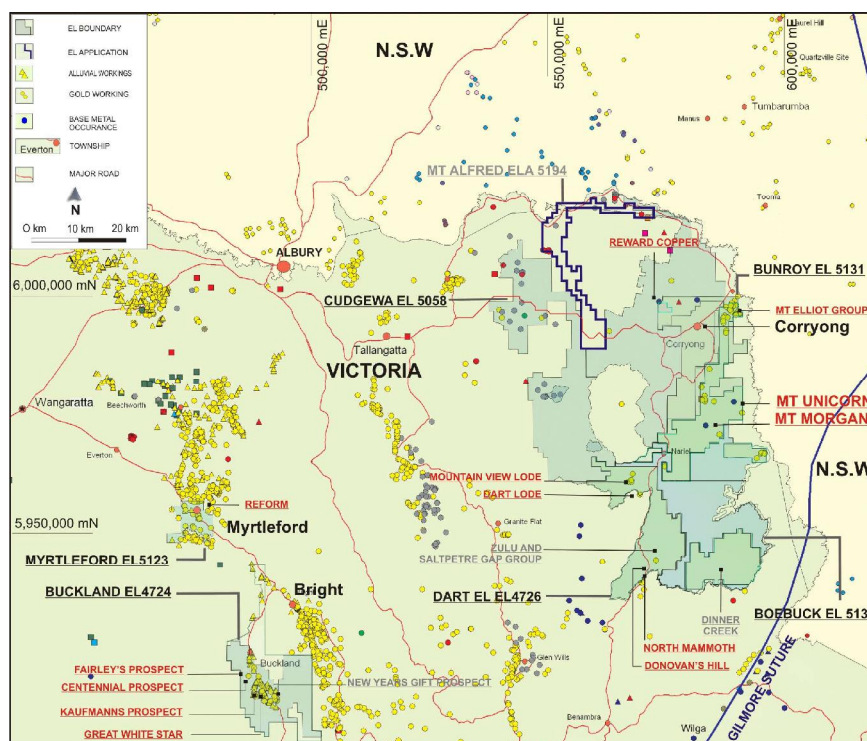 EL BOUNDARY
EL APPLICATION
ALLUVIAL WORKINGS
GOLD WORKING
BASE METAL
OCCURANCE
Everton
TOWNSHIP
MAJOR ROAD
N
O km 10 km 20 km
N.S.W
500,000 mE
550,000 mE
600,000 mE
Laurel Hill
Quartzville Site
Tumbarumba
Manus
Tooma
MT ALFRED ELA 5194
REWARD COPPER
ALBURY
BUNROY EL 5131
6,000,000 mN
CUDGEWA EL 5058
MT ELLIOT GROUP
Corryong
Corryong
Tallangatta
VICTORIA
Wangaratta
Beechworth
MT UNICORN
MT MORGAN
Everton
Nariel
N.S.W
MOUNTAIN VIEW LODE
DART LODE
REFORM
5,950,000 mN
Myrtleford
Granite Flat
ZULU AND
SALTPETRE GAP GROUP
MYRTLEFORD EL5123
BUCKLAND EL4724
Bright
DART EL EL4726
DINNER
CREEK
BOEBUCK EL 513
NORTH MAMMOTH
DONOVAN'S HILL
Buckland
Glen Wills
FAIRLEY'S PROSPECT
CENTENNIAL PROSPECT
NEW YEARS GIFT PROSPECT
KAUFMANNS PROSPECT
GREAT WHITE STAR
Benambra
Wilga
GILMORE SUTURE